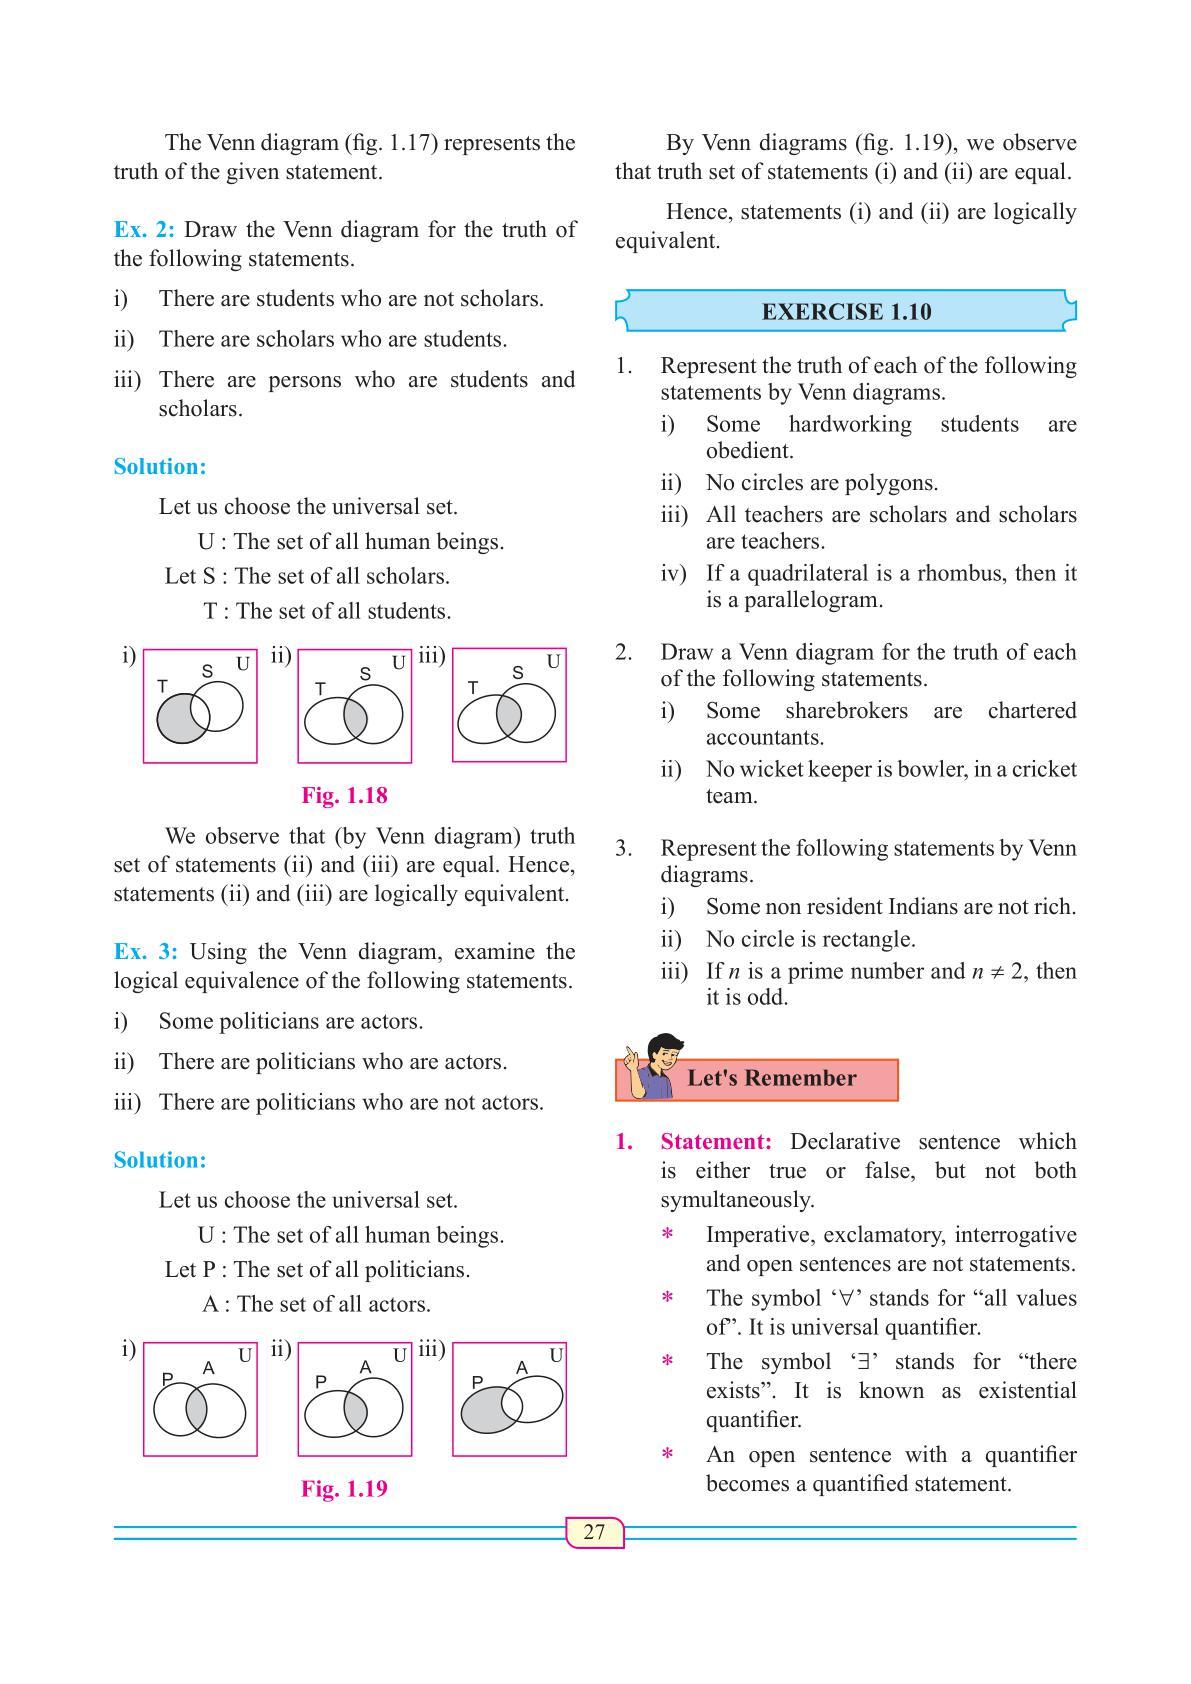 The Venn diagram (fig. 1.17) represents the
truth of the given statement.
Ex. 2: Draw the Venn diagram for the truth of
the following statements.
i) There are students who are not scholars.
ii) There are scholars who are students.
iii) There are persons who are students and
scholars.
Solution:
Let us choose the universal set.
U : The set of all human beings.
Let S : The set of all scholars.
T : The set of all students.
i) T S U ii) T S U iii) T S U
Fig. 1.18
We observe that (by Venn diagram) truth
set of statements (ii) and (iii) are equal. Hence,
statements (ii) and (iii) are logically equivalent.
Ex. 3: Using the Venn diagram, examine the
logical equivalence of the following statements.
i) Some politicians are actors.
ii) There are politicians who are actors.
iii) There are politicians who are not actors.
Solution:
Let us choose the universal set.
U : The set of all human beings.
Let P : The set of all politicians.
A : The set of all actors.
i) P A U ii) P A U iii) P A U
Fig. 1.19
By Venn diagrams (fig. 1.19), we observe
that truth set of statements (i) and (ii) are equal.
Hence, statements (i) and (ii) are logically
equivalent.
EXERCISE 1.10
1. Represent the truth of each of the following
statements by Venn diagrams.
i) Some hardworking students are
obedient.
ii) No circles are polygons.
iii) All teachers are scholars and scholars
are teachers.
iv) If a quadrilateral is a rhombus, then it
is a parallelogram.
2. Draw a Venn diagram for the truth of each
of the following statements.
i) Some sharebrokers are chartered
accountants.
ii) No wicket keeper is bowler, in a cricket
team.
3. Represent the following statements by Venn
diagrams.
i) Some non resident Indians are not rich.
ii) No circle is rectangle.
iii) If n is a prime number and n ≠ 2, then
it is odd.
Let's Remember
1. Statement: Declarative sentence which
is either true or false, but not both
symultaneously.
* Imperative, exclamatory, interrogative
and open sentences are not statements.
* The symbol ‘∀’ stands for “all values
of”. It is universal quantifier.
* The symbol ‘∃’ stands for “there
exists”. It is known as existential
quantifier.
* An open sentence with a quantifier
becomes a quantified statement.
27